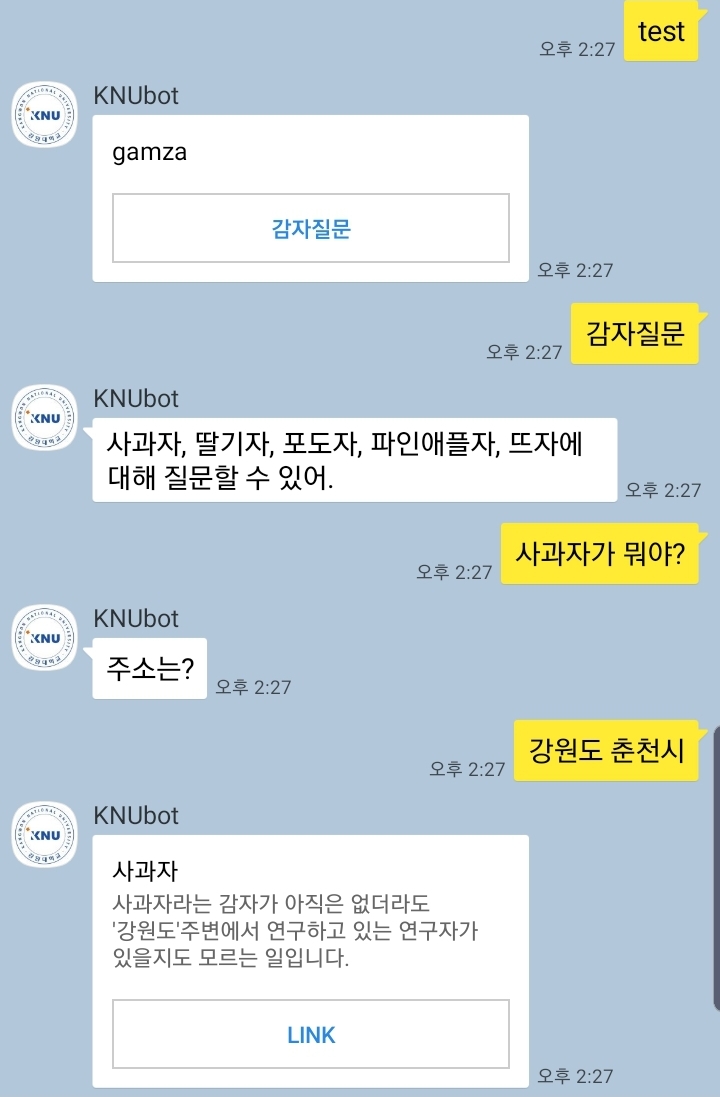 test
오후 2:27
KNUbot
KNU
gamza
감자질문
오후 2:27
감자질문
오후 2:27
KNUbot
KNU
사과자, 딸기자, 포도자, 파인애플자, 뜨자에
대해 질문할 수 있어.
오후 2:27
사과자가 뭐야?
오후 2:27
KNUbot
KNU
주소는?
오후 2:27
강원도 춘천시
오후 2:27
KNUbot
KNU
사과자
사과자라는 감자가 아직은 없더라도
'강원도'주변에서 연구하고 있는 연구자가
있을지도 모르는 일입니다.
LINK
오후 2:27